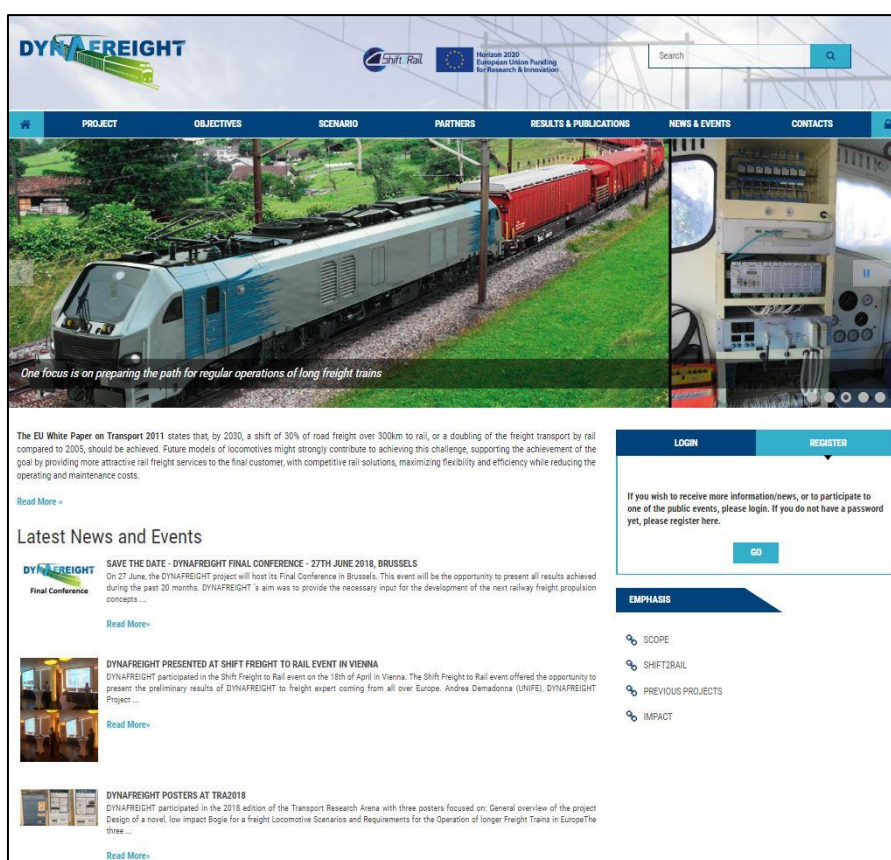 DYNAFREIGHT
Shift2Rail
Horizon 2020
European Union Funding
for Research & Innovation
Search
PROJECT OBJECTIVES SCENARIO PARTNERS RESULTS & PUBLICATIONS NEWS & EVENTS CONTACTS
One focus is on preparing the path for regular operations of long freight trains
The EU White Paper on Transport 2011 states that, by 2030, a shift of 30% of road freight over 300km to rail, or a doubling of the freight transport by rail
compared to 2005, should be achieved. Future models of locomotives might strongly contribute to achieving this challenge, supporting the achievement of the
goal by providing more attractive rail freight services to the final customer, with competitive rail solutions, maximizing flexibility and efficiency while reducing the
operating and maintenance costs.
Read More »
LOGIN REGISTER
If you wish to receive more information/news, or to participate to
one of the public events, please login. If you do not have a password
yet, please register here.
GO
Latest News and Events
DYNAFREIGHT
Final Conference
SAVE THE DATE - DYNAFREIGHT FINAL CONFERENCE - 27TH JUNE 2018, BRUSSELS
On 27 June, the DYNAFREIGHT project will host its Final Conference in Brussels. This event will be the opportunity to present all results achieved
during the past 20 months. DYNAFREIGHT 's aim was to provide the necessary input for the development of the next railway freight propulsion
concepts ...
Read More»
DYNAFREIGHT PRESENTED AT SHIFT FREIGHT TO RAIL EVENT IN VIENNA
DYNAFREIGHT participated in the Shift Freight to Rail event on the 18th of April in Vienna. The Shift Freight to Rail event offered the opportunity to
present the preliminary results of DYNAFREIGHT to freight expert coming from all over Europe. Andrea Demadonna (UNIFE), DYNAFREIGHT
Project ...
Read More»
DYNAFREIGHT POSTERS AT TRA2018
DYNAFREIGHT participated in the 2018 edition of the Transport Research Arena with three posters focused on: General overview of the project
Design of a novel, low impact Bogie for a freight Locomotive Scenarios and Requirements for the Operation of longer Freight Trains in EuropeThe
three ...
Read More»
EMPHASIS
SCOPE
SHIFT2RAIL
PREVIOUS PROJECTS
IMPACT